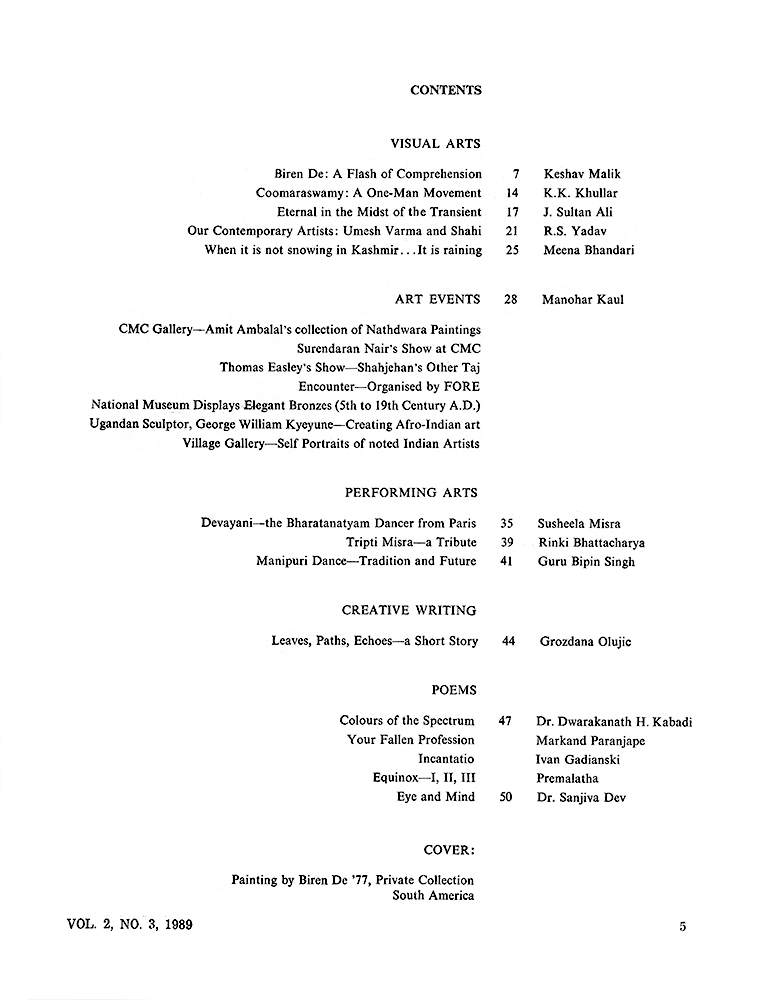 CONTENTS
VISUAL ARTS
Biren De: A Flash of Comprehension 7 Keshav Malik
Coomaraswamy: A One-Man Movement 14 K.K. Khullar
Eternal in the Midst of the Transient 17 J. Sultan Ali
Our Contemporary Artists: Umesh Varma and Shahi 21 R.S. Yadav
When it is not snowing in Kashmir...It is raining 25 Meena Bhandari
ART EVENTS 28 Manohar Kaul
CMC Gallery—Amit Ambalal's collection of Nathdwara Paintings
Surendaran Nair's Show at CMC
Thomas Easley's Show—Shahjehan's Other Taj
Encounter—Organised by FORE
National Museum Displays Elegant Bronzes (5th to 19th Century A.D.)
Ugandan Sculptor, George William Kyeyune—Creating Afro-Indian art
Village Gallery—Self Portraits of noted Indian Artists
PERFORMING ARTS
Devayani—the Bharatanatyam Dancer from Paris 35 Susheela Misra
Tripti Misra—a Tribute 39 Rinki Bhattacharya
Manipuri Dance—Tradition and Future 41 Guru Bipin Singh
CREATIVE WRITING
Leaves, Paths, Echoes—a Short Story 44 Grozdana Olujic
POEMS
Colours of the Spectrum 47 Dr. Dwarakanath H. Kabadi
Your Fallen Profession Markand Paranjape
Incantatio Ivan Gadianski
Equinox—I, II, III Premalatha
Eye and Mind 50 Dr. Sanjiva Dev
COVER:
Painting by Biren De '77, Private Collection
South America
VOL. 2, NO. 3, 1989 5